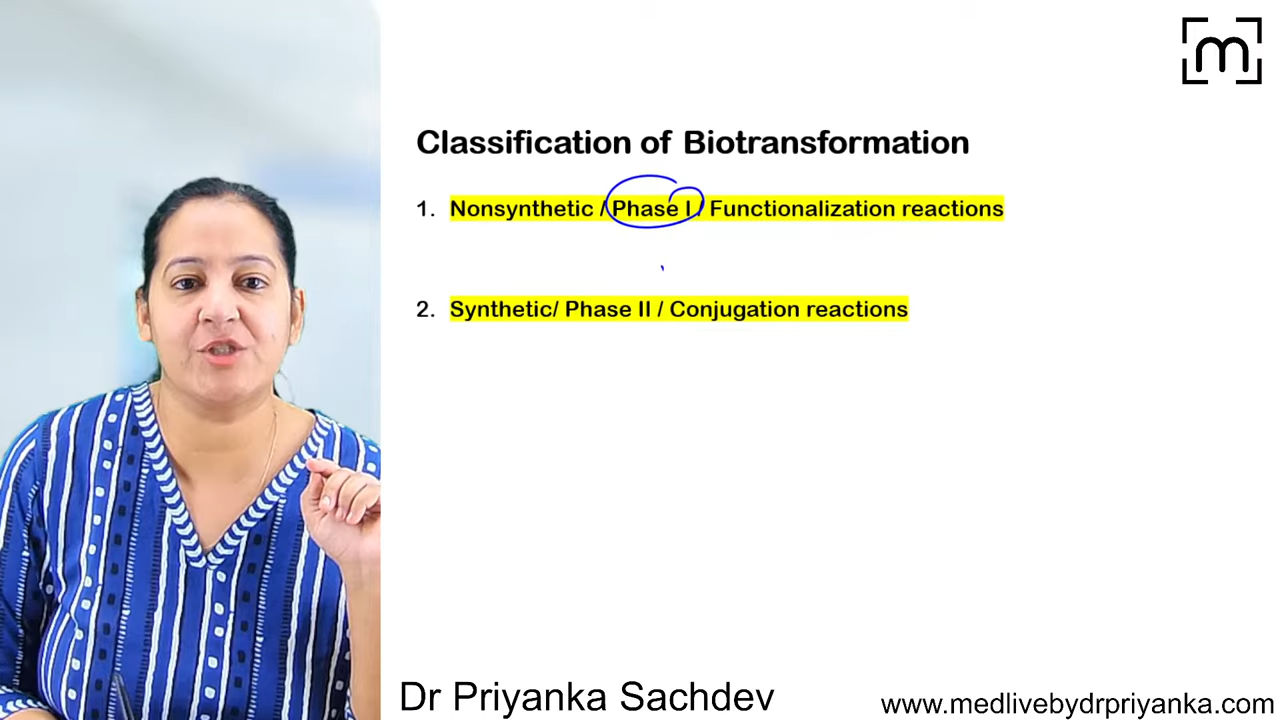 m
Classification of Biotransformation
1. Nonsynthetic / Phase I / Functionalization reactions
2. Synthetic/ Phase II / Conjugation reactions
Dr Priyanka Sachdev
www.medlivebydrpriyanka.com